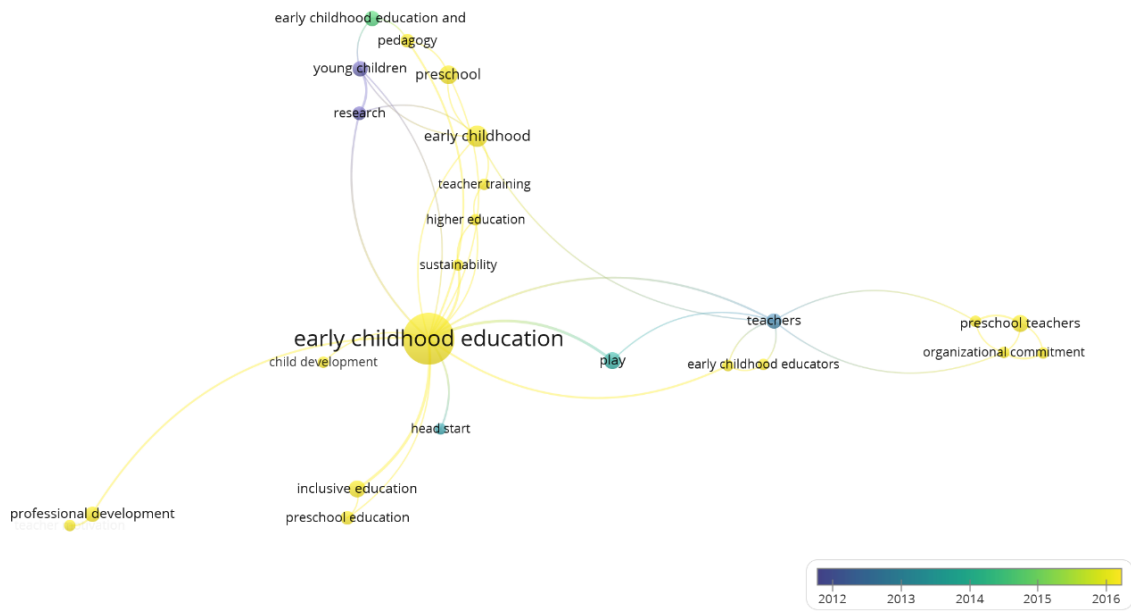 early childhood education and
pedagogy
young children
preschool
research
early childhood
teacher training
higher education
sustainability
teachers
preschool teachers
early childhood education
organizational commitment
child development
play
early childhood educators
head start
inclusive education
professional development
preschool education
teacher
2012 2013 2014 2015 2016